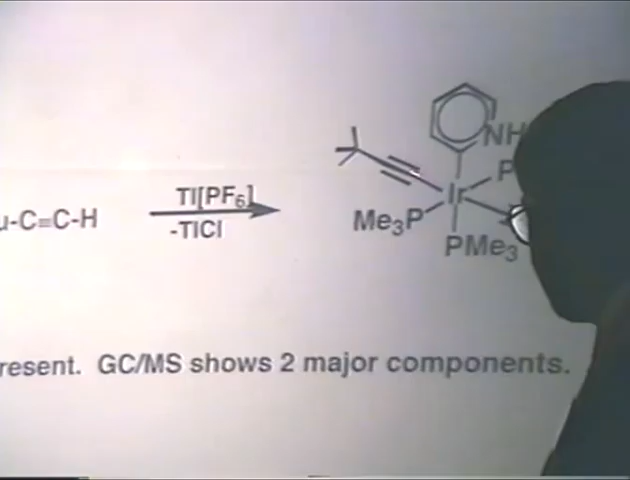 NH
P
Ir
Tl[PF6]
-C≡C-H
-TlCl
Me3P
PMe3
resent. GC/MS shows 2 major components.